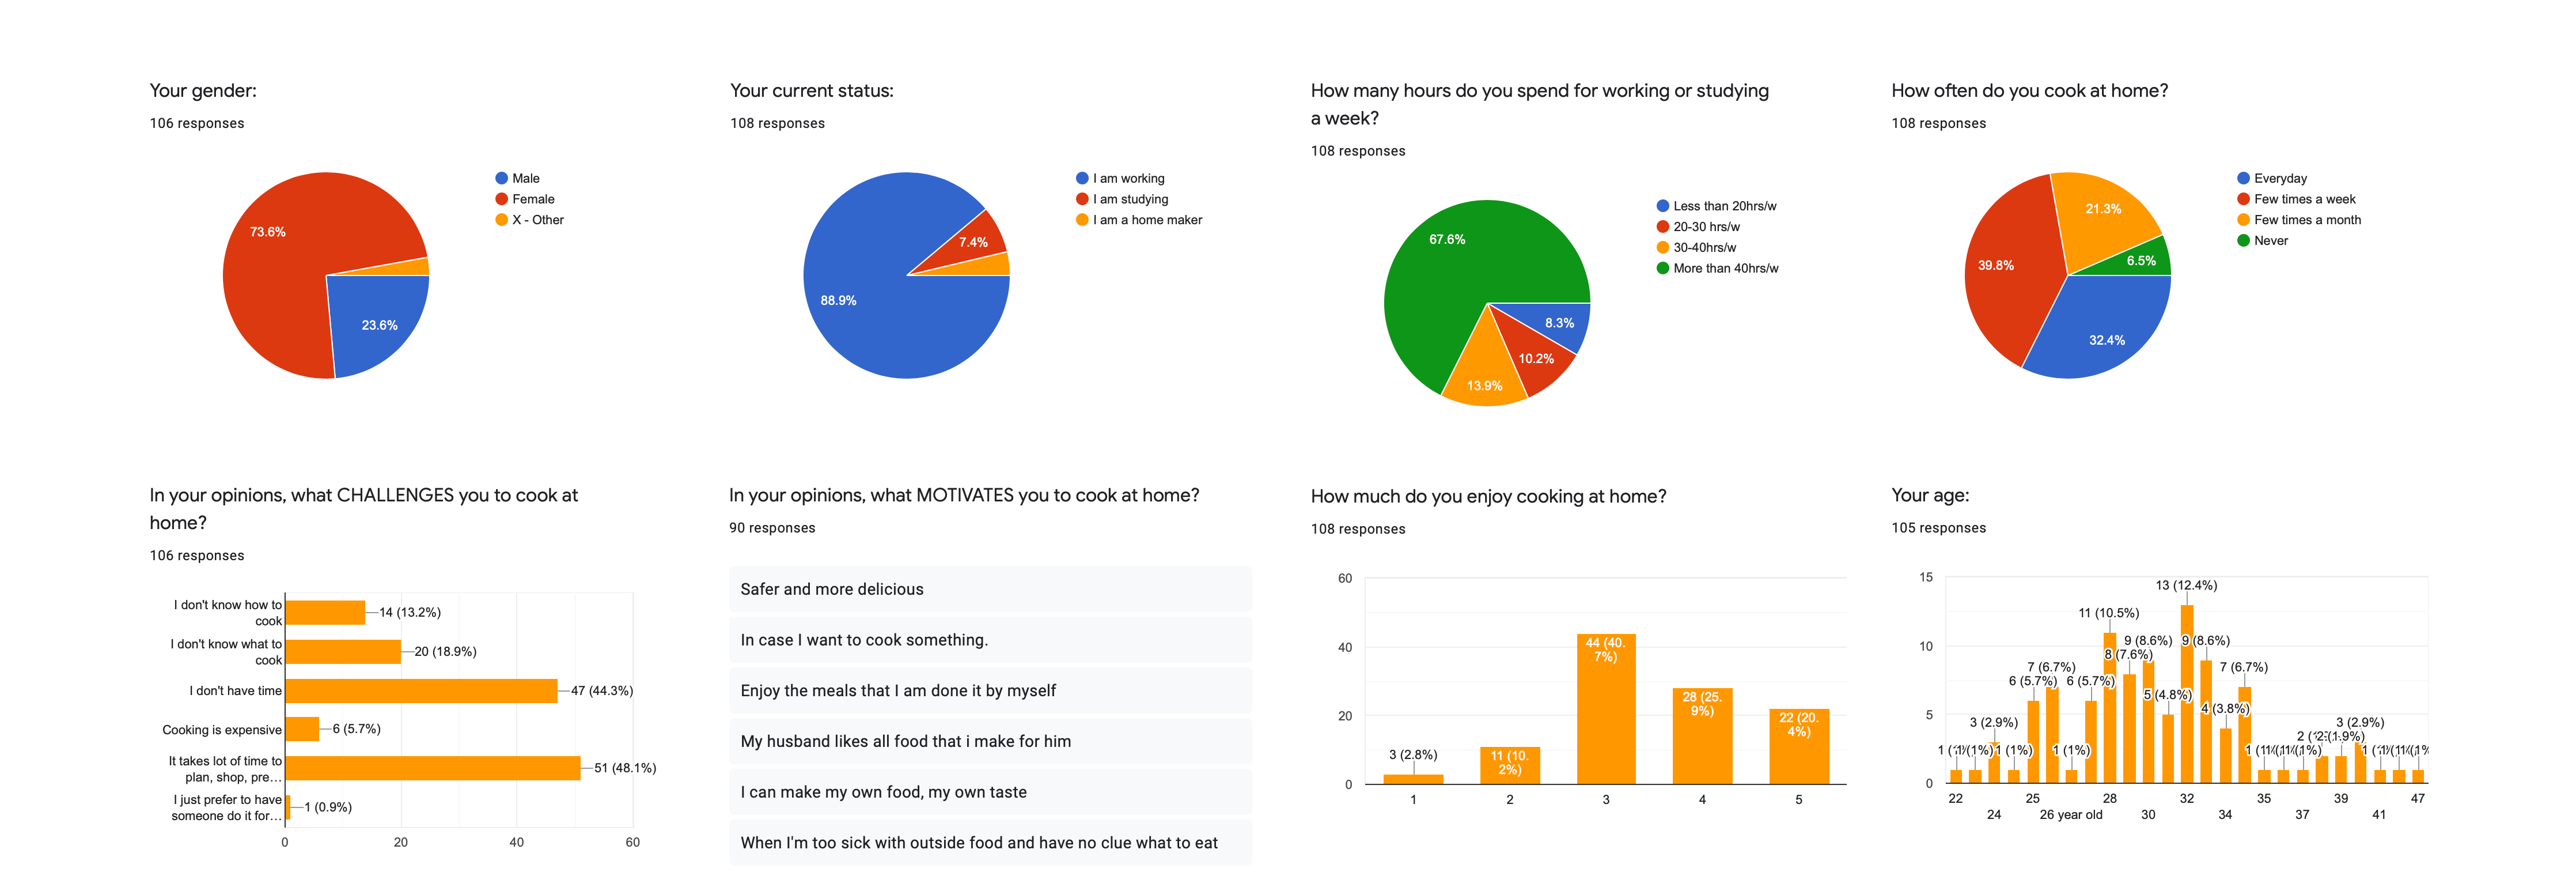 Your gender:
106 responses
73.6%
23.6%
Male
Female
X - Other
Your current status:
108 responses
7.4%
88.9%
I am working
I am studying
I am a home maker
How many hours do you spend for working or studying
a week?
108 responses
67.6%
8.3%
10.2%
13.9%
Less than 20hrs/w
20-30 hrs/w
30-40hrs/w
More than 40hrs/w
How often do you cook at home?
108 responses
21.3%
39.8%
6.5%
32.4%
Everyday
Few times a week
Few times a month
Never
In your opinions, what CHALLENGES you to cook at
home?
106 responses
I don't know how to
cook
14 (13.2%)
I don't know what to
cook
20 (18.9%)
I don't have time
47 (44.3%)
Cooking is expensive
6 (5.7%)
It takes lot of time to
plan, shop, pre…
51 (48.1%)
I just prefer to have
someone do it for…
1 (0.9%)
0 20 40 60
In your opinions, what MOTIVATES you to cook at home?
90 responses
Safer and more delicious
In case I want to cook something.
Enjoy the meals that I am done it by myself
My husband likes all food that i make for him
I can make my own food, my own taste
When I'm too sick with outside food and have no clue what to eat
How much do you enjoy cooking at home?
108 responses
60
40
20
0
3 (2.8%)
11 (10.
2%)
44 (40.
7%)
28 (25.
9%)
22 (20.
4%)
1 2 3 4 5
Your age:
105 responses
15
10
5
0
13 (12.4%)
11 (10.5%)
9 (8.6%) 9 (8.6%)
8 (7.6%)
7 (6.7%) 7 (6.7%)
6 (5.7%) 6 (5.7%)
5 (4.8%)
4 (3.8%)
3 (2.9%) 3 (2.9%)
1 (1%) 1 (1%)
22 25 28 32 35 39 47
24 26 year old 30 34 37 41